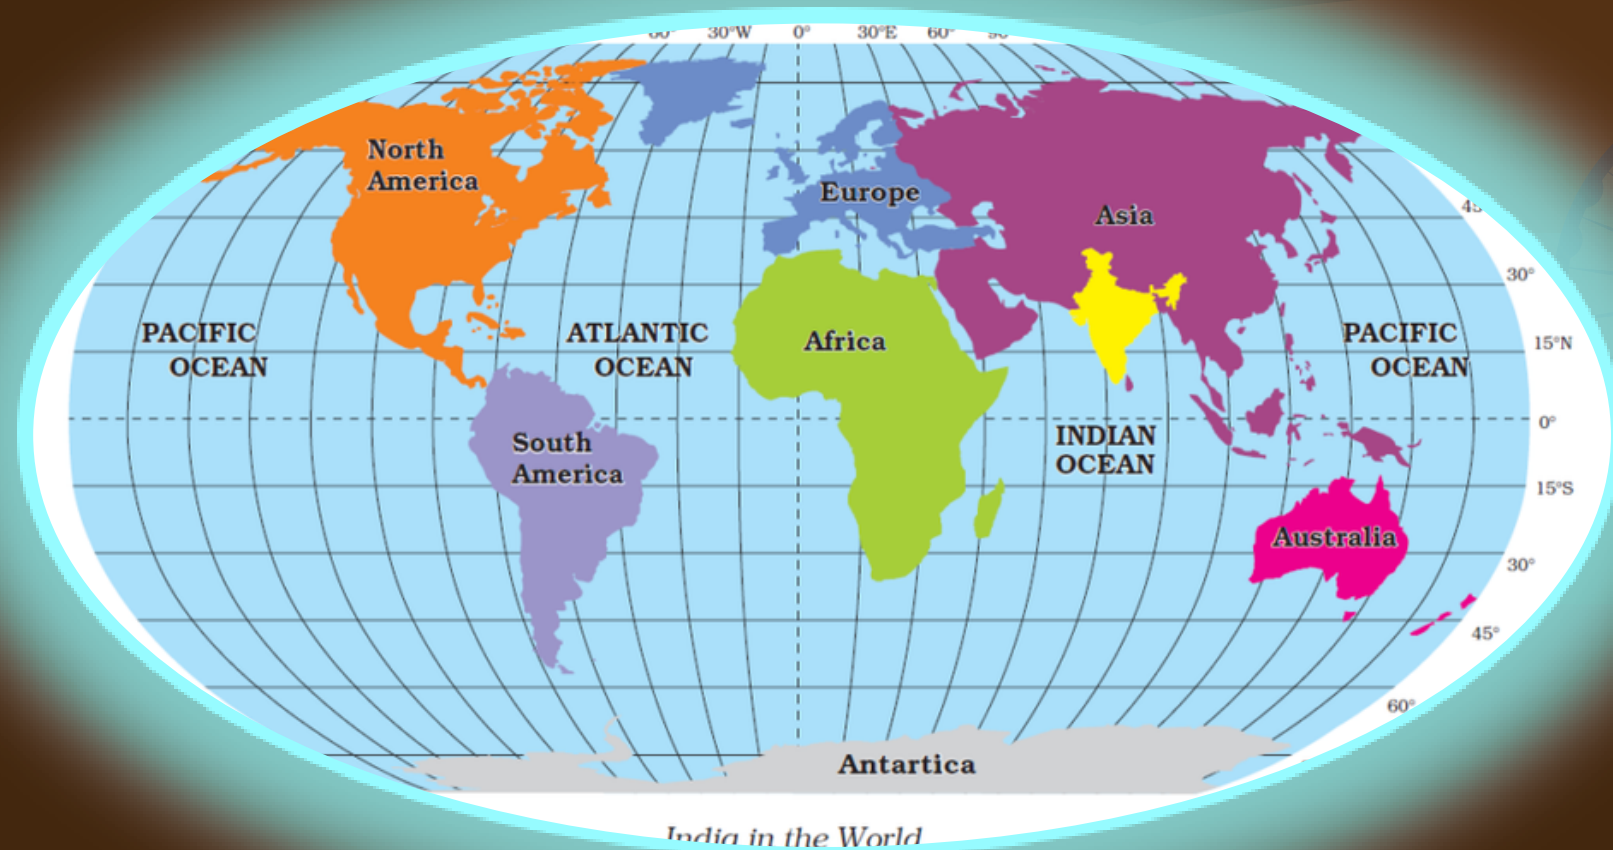 30°W 0° 30°E 60°
North
America
Europe
Asia
30°
PACIFIC
OCEAN
ATLANTIC
OCEAN
Africa
PACIFIC
OCEAN
15°N
0°
South
America
INDIAN
OCEAN
15°S
Australia
30°
45°
60°
Antartica
India in the World